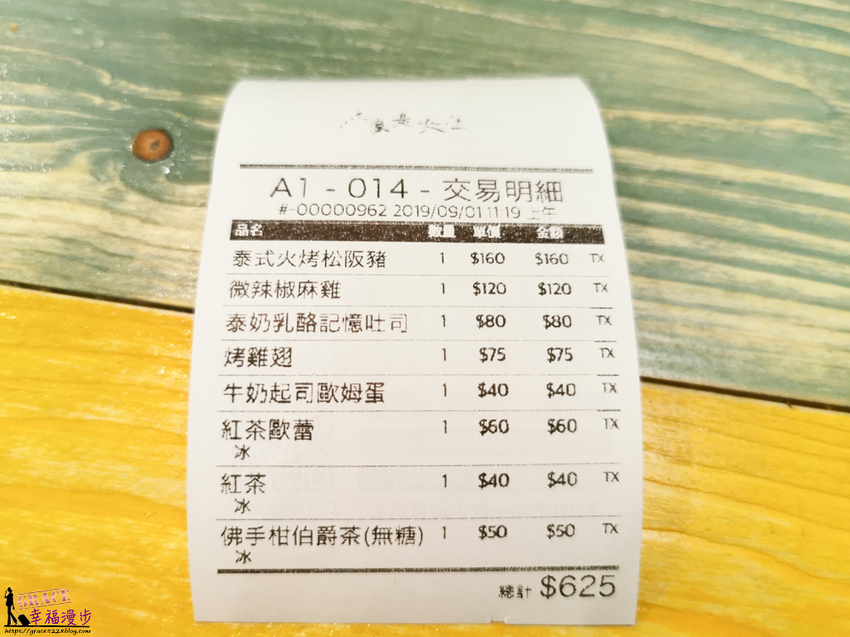 A1 - 014 - 交易明細
#-00000962 2019/09/01 11:19 上午
品名 數量 單價 金額
泰式火烤松阪豬 1 $160 $160 TX
微辣椒麻雞 1 $120 $120 TX
泰奶乳酪記憶吐司 1 $80 $80 TX
烤雞翅 1 $75 $75 TX
牛奶起司歐姆蛋 1 $40 $40 TX
紅茶歐蕾 1 $60 $60 TX
冰
紅茶 1 $40 $40 TX
冰
佛手柑伯爵茶(無糖) 1 $50 $50 TX
冰
總計 $625
GRACE
幸福漫步
https://grace522x.blog.com